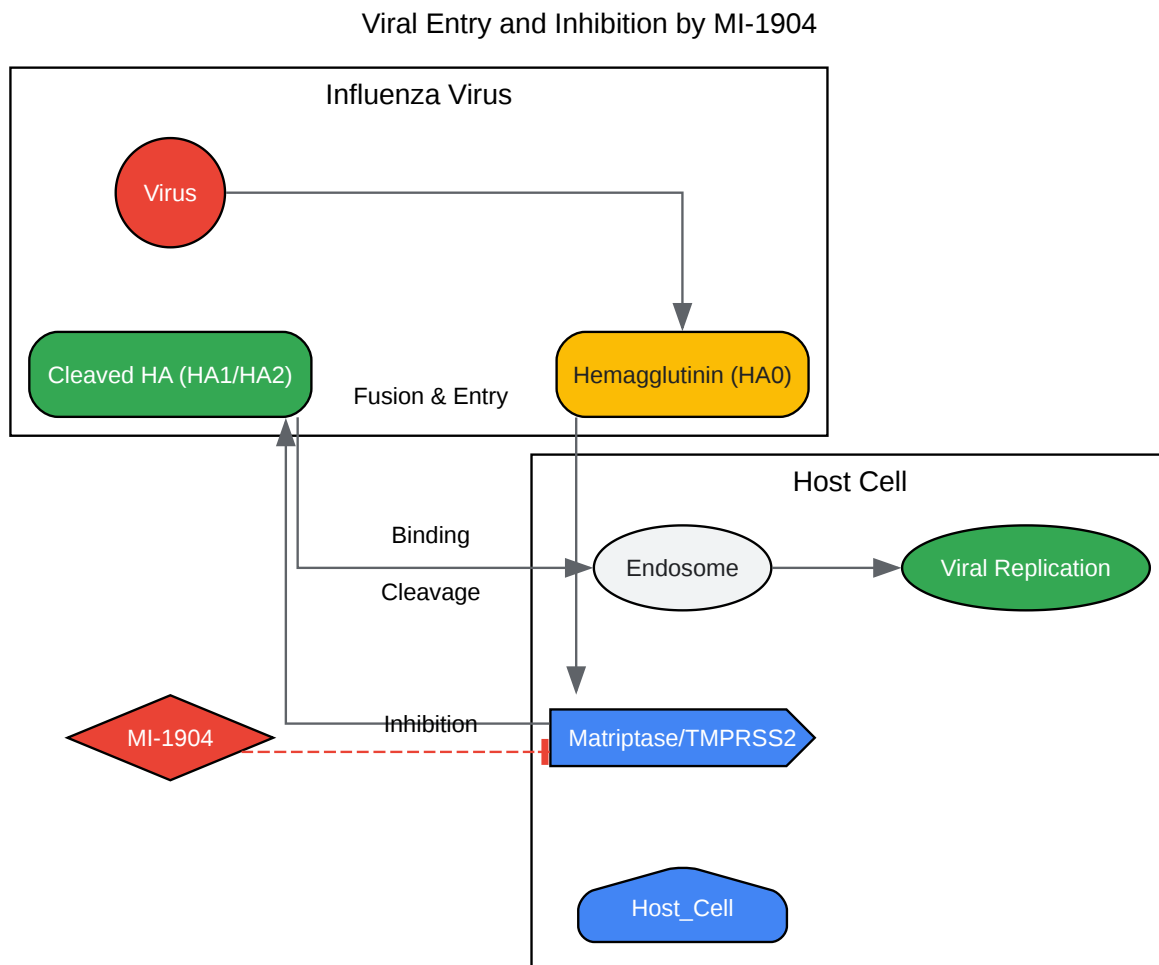 Viral Entry and Inhibition by MI-1904
Influenza Virus
Virus
Cleaved HA (HA1/HA2)
Fusion & Entry
Hemagglutinin (HA0)
Host Cell
Binding
Endosome
Viral Replication
Cleavage
MI-1904
Inhibition
Matriptase/TMPRSS2
Host_Cell